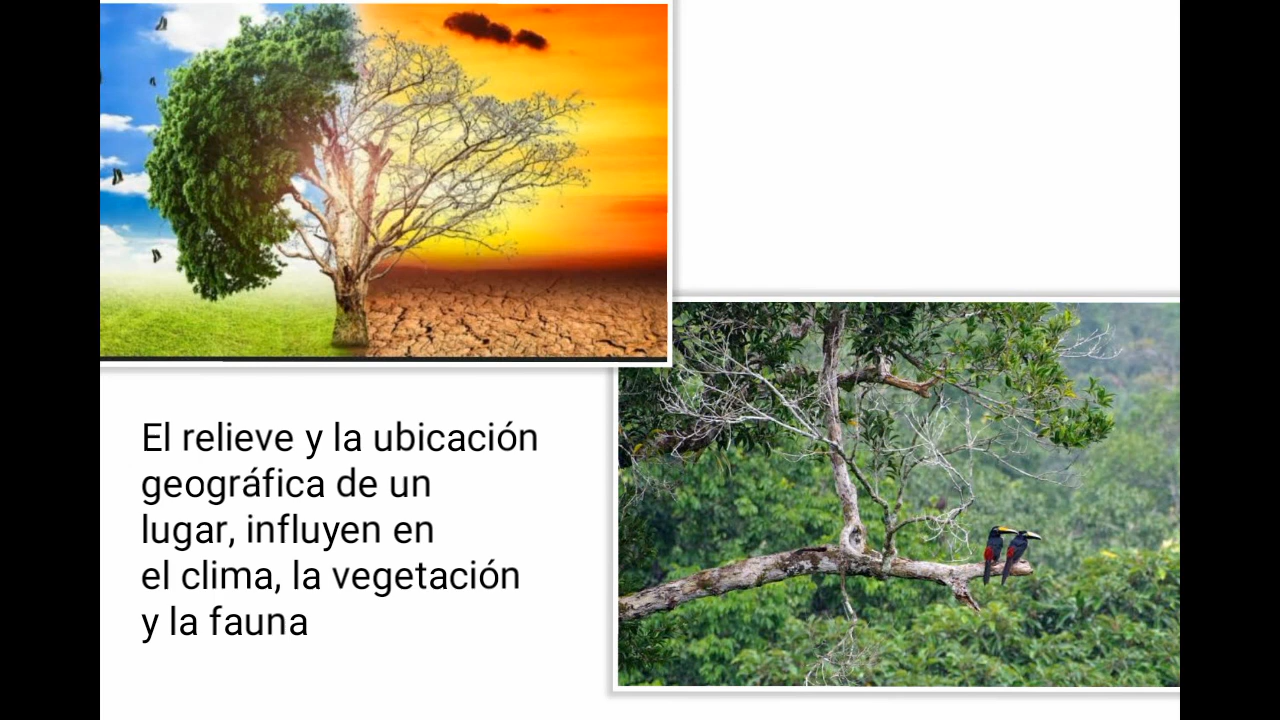 El relieve y la ubicación
geográfica de un
lugar, influyen en
el clima, la vegetación
y la fauna